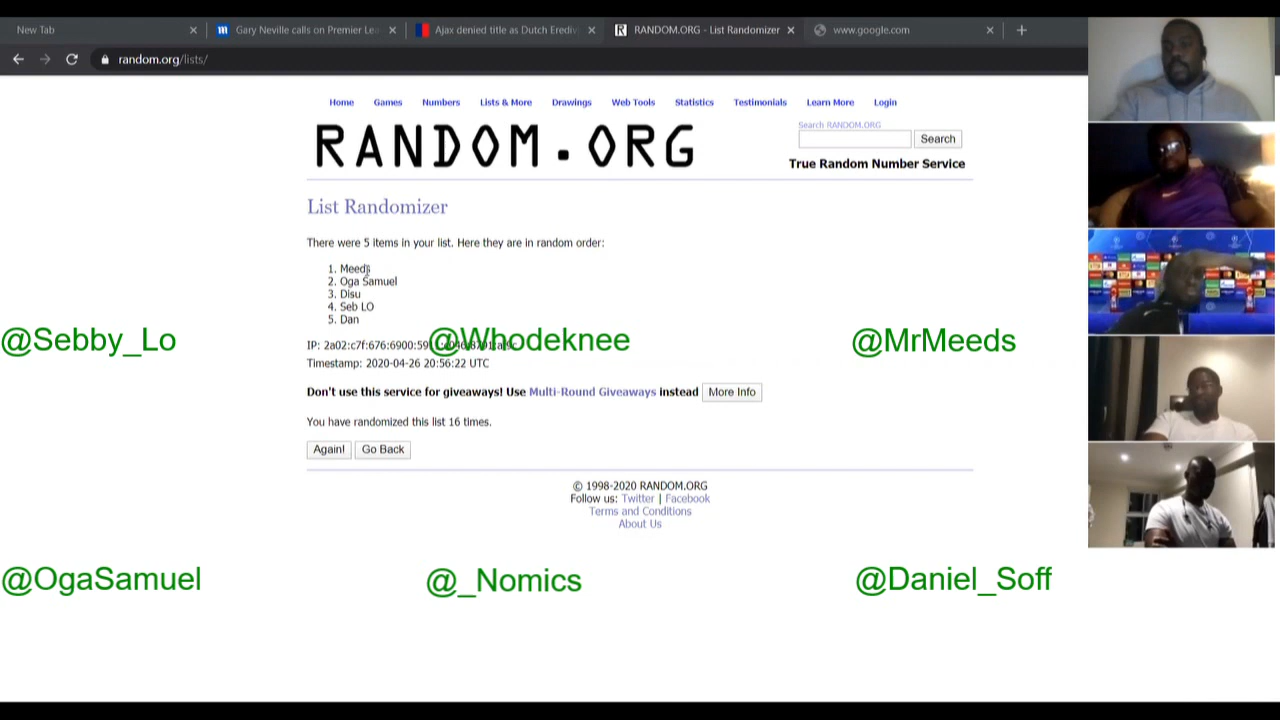 New Tab
Gary Neville calls on Premier Le
Ajax denied title as Dutch Erediv
RANDOM.ORG - List Randomizer
www.google.com
random.org/lists/
Home Games Numbers Lists & More Drawings Web Tools Statistics Testimonials Learn More Login
RANDOM.ORG
Search RANDOM.ORG
Search
True Random Number Service
List Randomizer
There were 5 items in your list. Here they are in random order:
1. Meeds
2. Oga Samuel
3. Disu
4. Seb LO
5. Dan
@Sebby_Lo @Whodeknee @MrMeeds
IP:
Timestamp: 2020-04-26 20:56:22 UTC
Don't use this service for giveaways! Use Multi-Round Giveaways instead More Info
You have randomized this list 16 times.
Again! Go Back
© 1998-2020 RANDOM.ORG
Follow us: Twitter | Facebook
Terms and Conditions
About Us
@OgaSamuel @_Nomics @Daniel_Soff